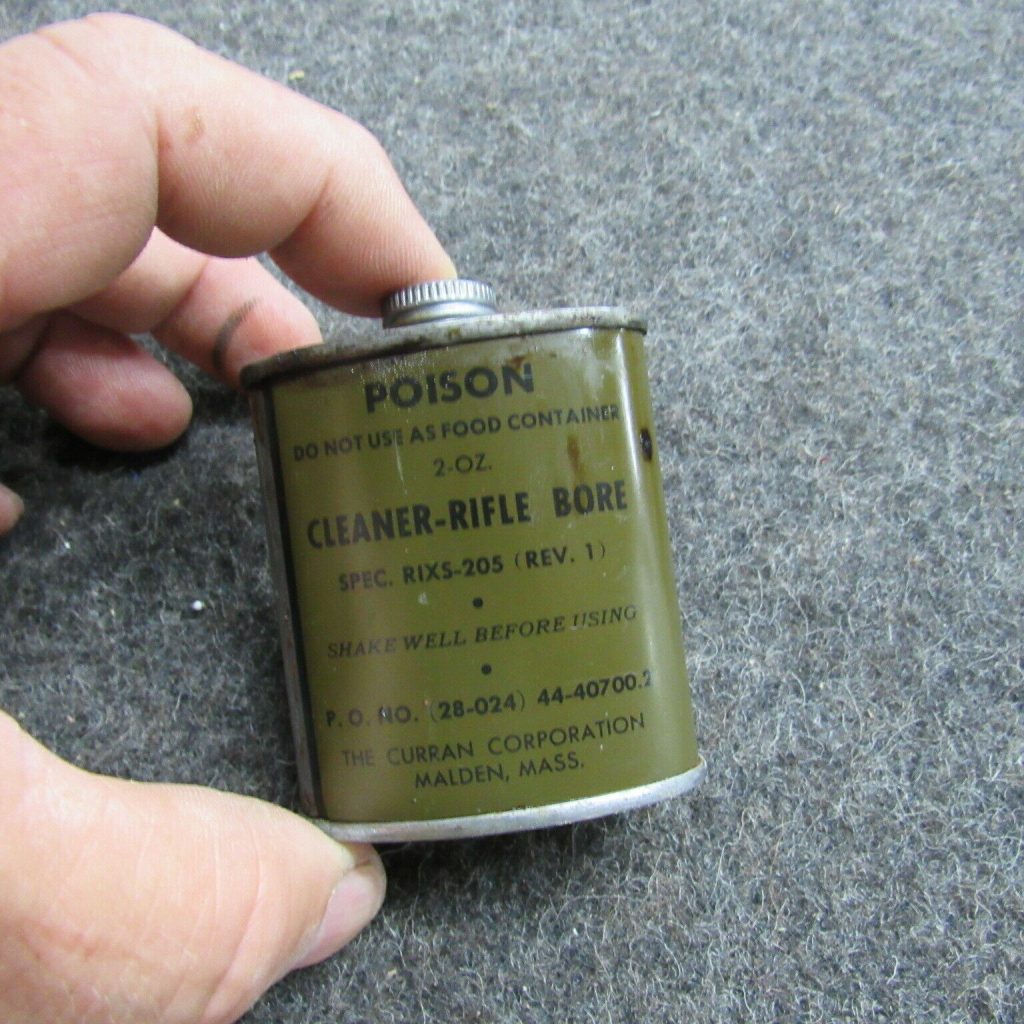 POISON
DO NOT USE AS FOOD CONTAINER
2-OZ.
CLEANER-RIFLE BORE
SPEC. RIXS-205 (REV. 1)
•
SHAKE WELL BEFORE USING
•
P.O. NO. (28-024) 44-40700.2
THE CURRAN CORPORATION
MALDEN, MASS.